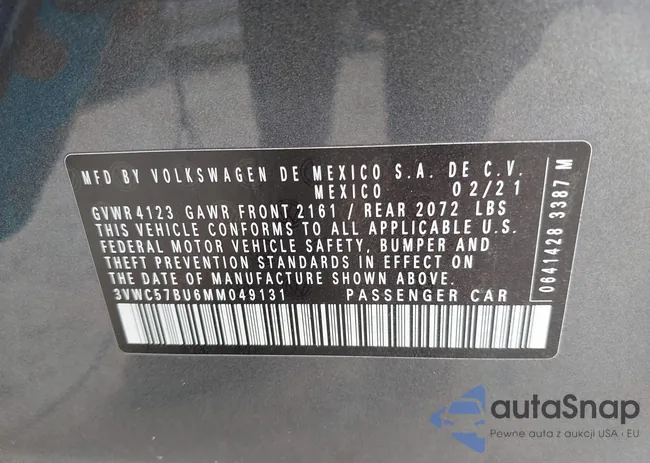 MFD BY VOLKSWAGEN DE MEXICO S.A. DE C.V.
MEXICO 02/21
GVWR 4123 GAWR FRONT 2161 / REAR 2072 LBS
THIS VEHICLE CONFORMS TO ALL APPLICABLE U.S.
FEDERAL MOTOR VEHICLE SAFETY, BUMPER AND
THEFT PREVENTION STANDARDS IN EFFECT ON
THE DATE OF MANUFACTURE SHOWN ABOVE.
3VWC57BU6MM049131 PASSENGER CAR
0641428 3387 M
autaSnap
Pewne auta z aukcji USA • EU